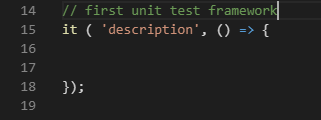 14 // first unit test framework
15 it ( 'description', () => {
16
17
18 });
19